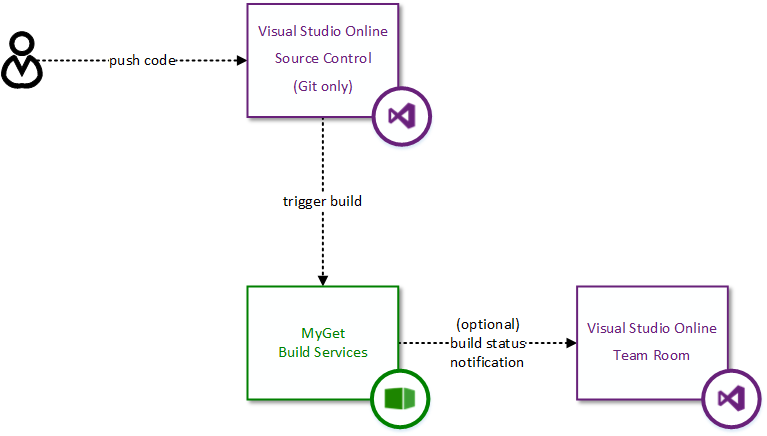 push code
Visual Studio Online
Source Control
(Git only)
trigger build
MyGet
Build Services
(optional)
build status
notification
Visual Studio Online
Team Room